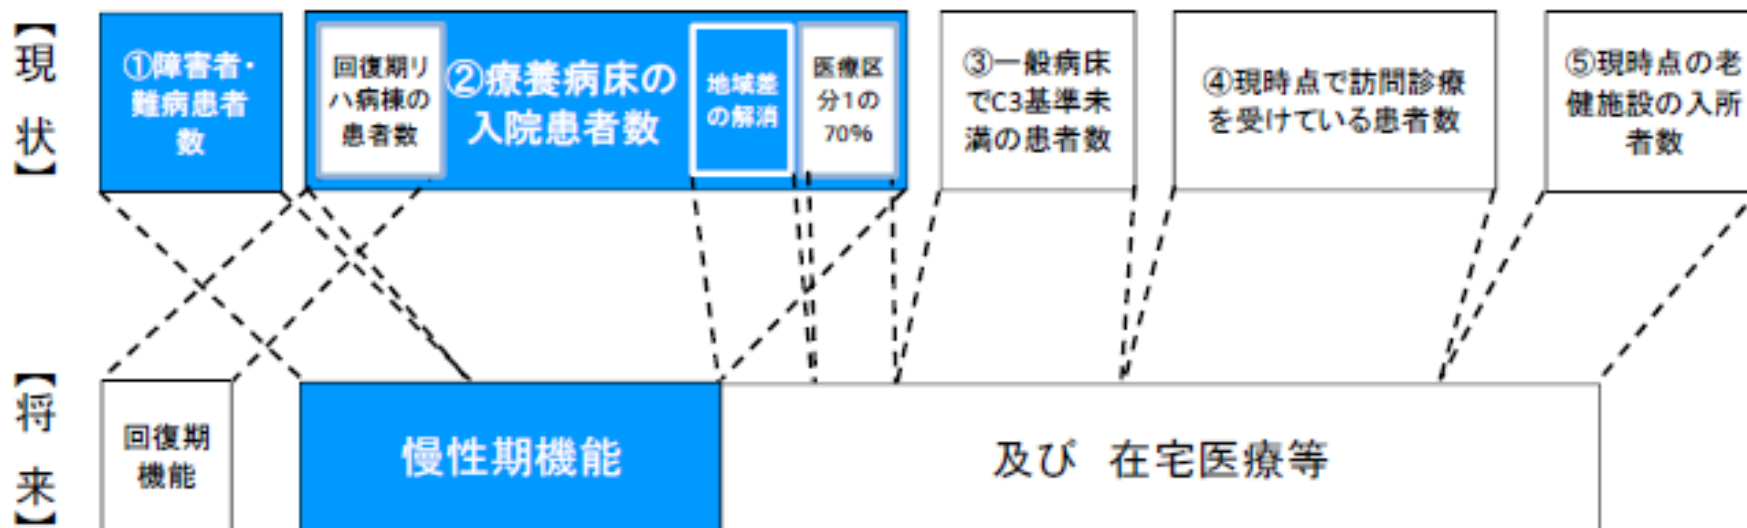 【現状】
①障害者・
難病患者
数
回復期リ
ハ病棟の
患者数
②療養病床の
入院患者数
地域差
の解消
医療区
分1の
70%
③一般病床
でC3基準未
満の患者数
④現時点で訪問診療
を受けている患者数
⑤現時点の老
健施設の入所
者数
【将来】
回復期
機能
慢性期機能
及び 在宅医療等